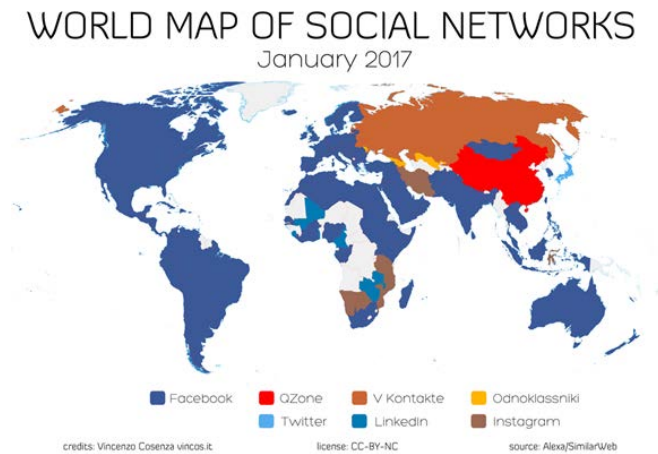 WORLD MAP OF SOCIAL NETWORKS
January 2017
Facebook QZone V Kontakte Odnoklassniki
Twitter LinkedIn Instagram
credits: Vincenzo Cosenza vincos.it license: CC-BY-NC source: Alexa/SimilarWeb